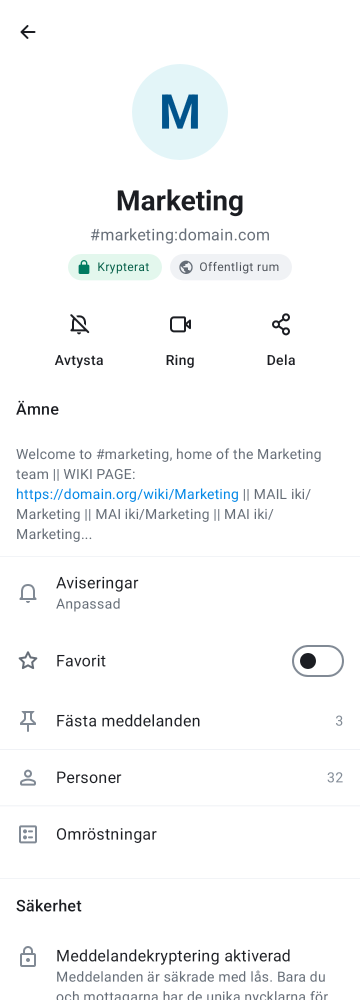 M
Marketing
#marketing:domain.com
Krypterat
Offentligt rum
Avtysta
Ring
Dela
Ämne
Welcome to #marketing, home of the Marketing
team || WIKI PAGE:
https://domain.org/wiki/Marketing || MAIL iki/
Marketing || MAI iki/Marketing || MAI iki/
Marketing...
Aviseringar
Anpassad
Favorit
Fästa meddelanden
3
Personer
32
Omröstningar
Säkerhet
Meddelandekryptering aktiverad
Meddelanden är säkrade med lås. Bara du
och mottagarna har de unika nycklarna för